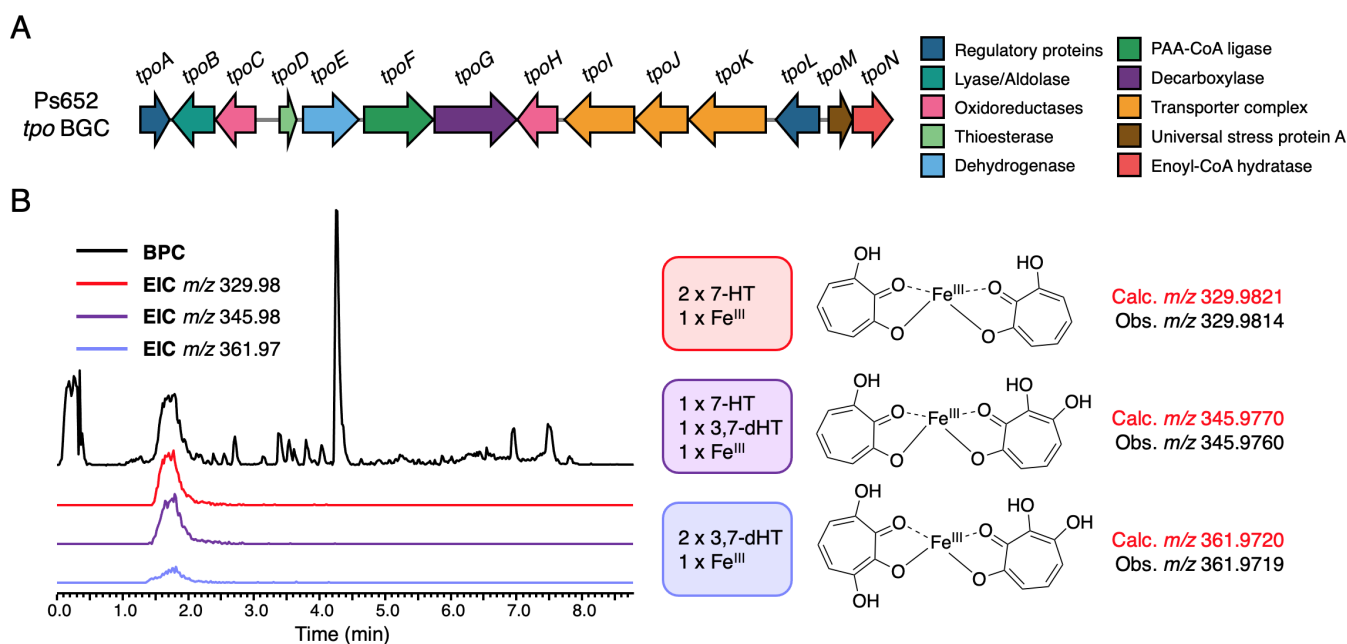 A
tpoA
tpoB
tpoC
tpoD
tpoE
tpoF
tpoG
tpoH
tpoI
tpoJ
tpoK
tpoL
tpoM
tpoN
Ps652
tpo BGC
Regulatory proteins
Lyase/Aldolase
Oxidoreductases
Thioesterase
Dehydrogenase
PAA-CoA ligase
Decarboxylase
Transporter complex
Universal stress protein A
Enoyl-CoA hydratase
B
BPC
EIC m/z 329.98
EIC m/z 345.98
EIC m/z 361.97
0.0 1.0 2.0 3.0 4.0 5.0 6.0 7.0 8.0
Time (min)
2 x 7-HT
1 x FeIII
OH
O
FeIII
O
O
HO
O
Calc. m/z 329.9821
Obs. m/z 329.9814
1 x 7-HT
1 x 3,7-dHT
1 x FeIII
OH
O
FeIII
O
O
HO
OH
O
Calc. m/z 345.9770
Obs. m/z 345.9760
2 x 3,7-dHT
1 x FeIII
OH
O
FeIII
O
O
HO
OH
O
OH
Calc. m/z 361.9720
Obs. m/z 361.9719